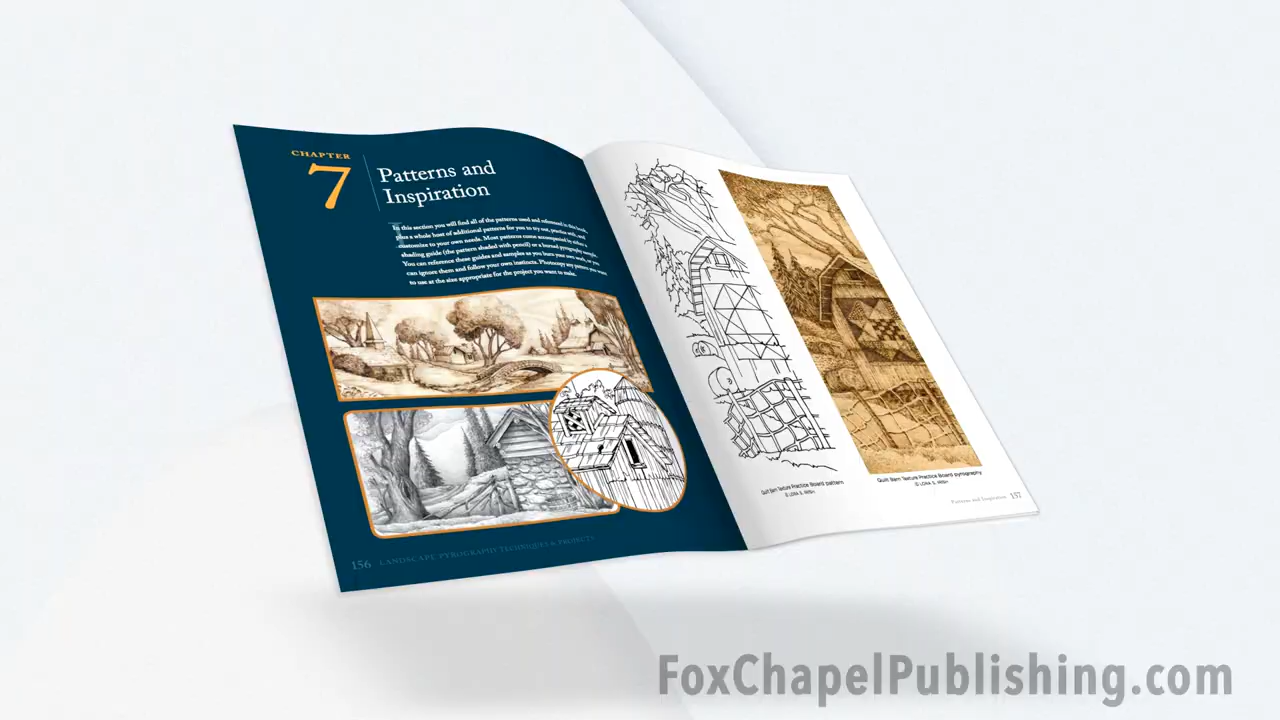 CHAPTER
7
Patterns and
Inspiration
In this section you will find all of the patterns used and referenced in this book,
plus a whole host of additional patterns for you to try out, practice with, and
customize to your own needs. Most patterns come accompanied by either a
shading guide (the pattern shaded with pencil) or a burned pyrography sample.
You can reference these guides and samples as you burn your own work, or you
can ignore them and follow your own instincts. Photocopy any pattern you want
to use at the size appropriate for the project you want to make.
156 LANDSCAPE PYROGRAPHY TECHNIQUES & PROJECTS
Quilt Barn Texture Practice Board pattern
© LORA S. IRISH
Quilt Barn Texture Practice Board pyrography
© LORA S. IRISH
Patterns and Inspiration 157
FoxChapelPublishing.com